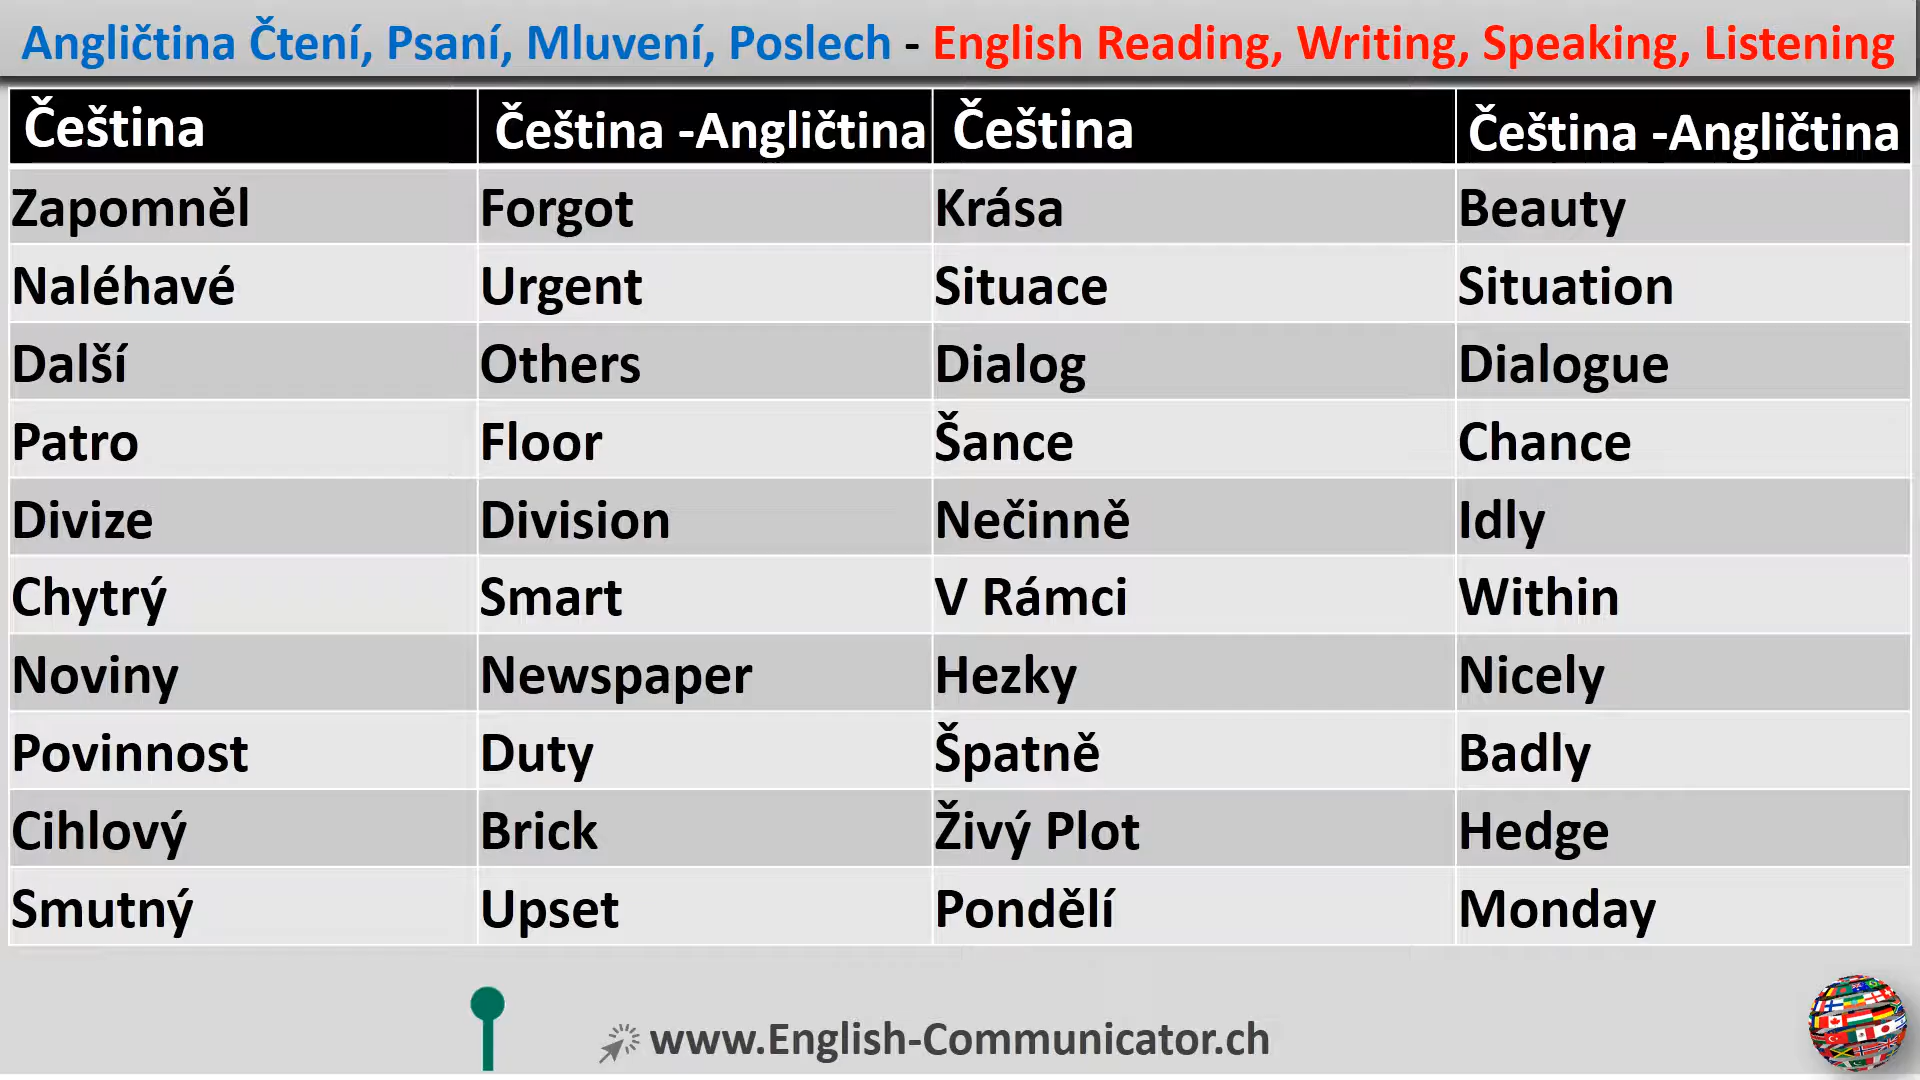 Angličtina Čtení, Psaní, Mluvení, Poslech - English Reading, Writing, Speaking, Listening
Čeština Čeština -Angličtina Čeština Čeština -Angličtina
Zapomněl Forgot Krása Beauty
Naléhavé Urgent Situace Situation
Další Others Dialog Dialogue
Patro Floor Šance Chance
Divize Division Nečinně Idly
Chytrý Smart V Rámci Within
Noviny Newspaper Hezky Nicely
Povinnost Duty Špatně Badly
Cihlový Brick Živý Plot Hedge
Smutný Upset Pondělí Monday
www.English-Communicator.ch